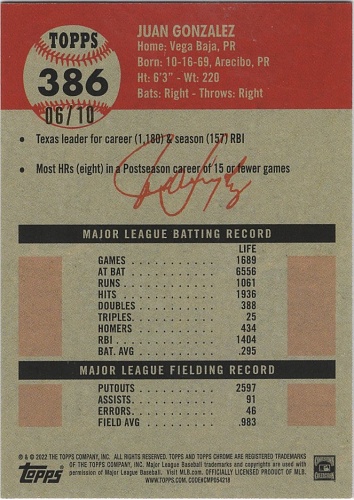 TOPPS
386
06/10
JUAN GONZALEZ
Home: Vega Baja, PR
Born: 10-16-69, Arecibo, PR
Ht: 6'3" - Wt: 220
Bats: Right - Throws: Right
• Texas leader for career (1,180) & season (157) RBI
• Most HRs (eight) in a Postseason career of 15 or fewer games
MAJOR LEAGUE BATTING RECORD
LIFE
GAMES . . . . . . . . . . 1689
AT BAT . . . . . . . . . . 6556
RUNS . . . . . . . . . . 1061
HITS . . . . . . . . . . 1936
DOUBLES . . . . . . . . . . 388
TRIPLES . . . . . . . . . . 25
HOMERS . . . . . . . . . . 434
RBI . . . . . . . . . . 1404
BAT. AVG . . . . . . . . . . .295
MAJOR LEAGUE FIELDING RECORD
PUTOUTS . . . . . . . . . . 2597
ASSISTS . . . . . . . . . . 91
ERRORS . . . . . . . . . . 46
FIELD AVG . . . . . . . . . . .983
Topps
® & © 2022 THE TOPPS COMPANY, INC. ALL RIGHTS RESERVED. TOPPS AND TOPPS CHROME ARE REGISTERED TRADEMARKS
OF THE TOPPS COMPANY, INC. Major League Baseball trademarks and copyrights are used with
permission of Major League Baseball. Visit MLB.com. OFFICIALLY LICENSED PRODUCT OF MLB.
WWW.TOPPS.COM. CODE#CMP054218